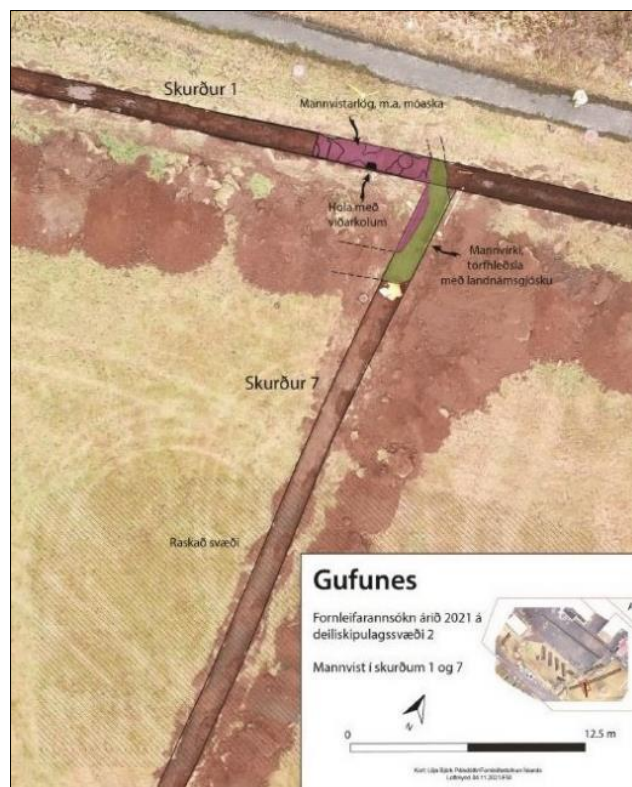 Skurður 1
Mannvistarlög, m.a. móaska
Hola með
viðarkolum
Mannvirki,
torfhleðsla
með landnámsgjósku
Skurður 7
Raskað svæði
Gufunes
Fornleifarannsókn árið 2021 á
deiliskipulagssvæði 2
Mannvist í skurðum 1 og 7
N
0
12.5 m